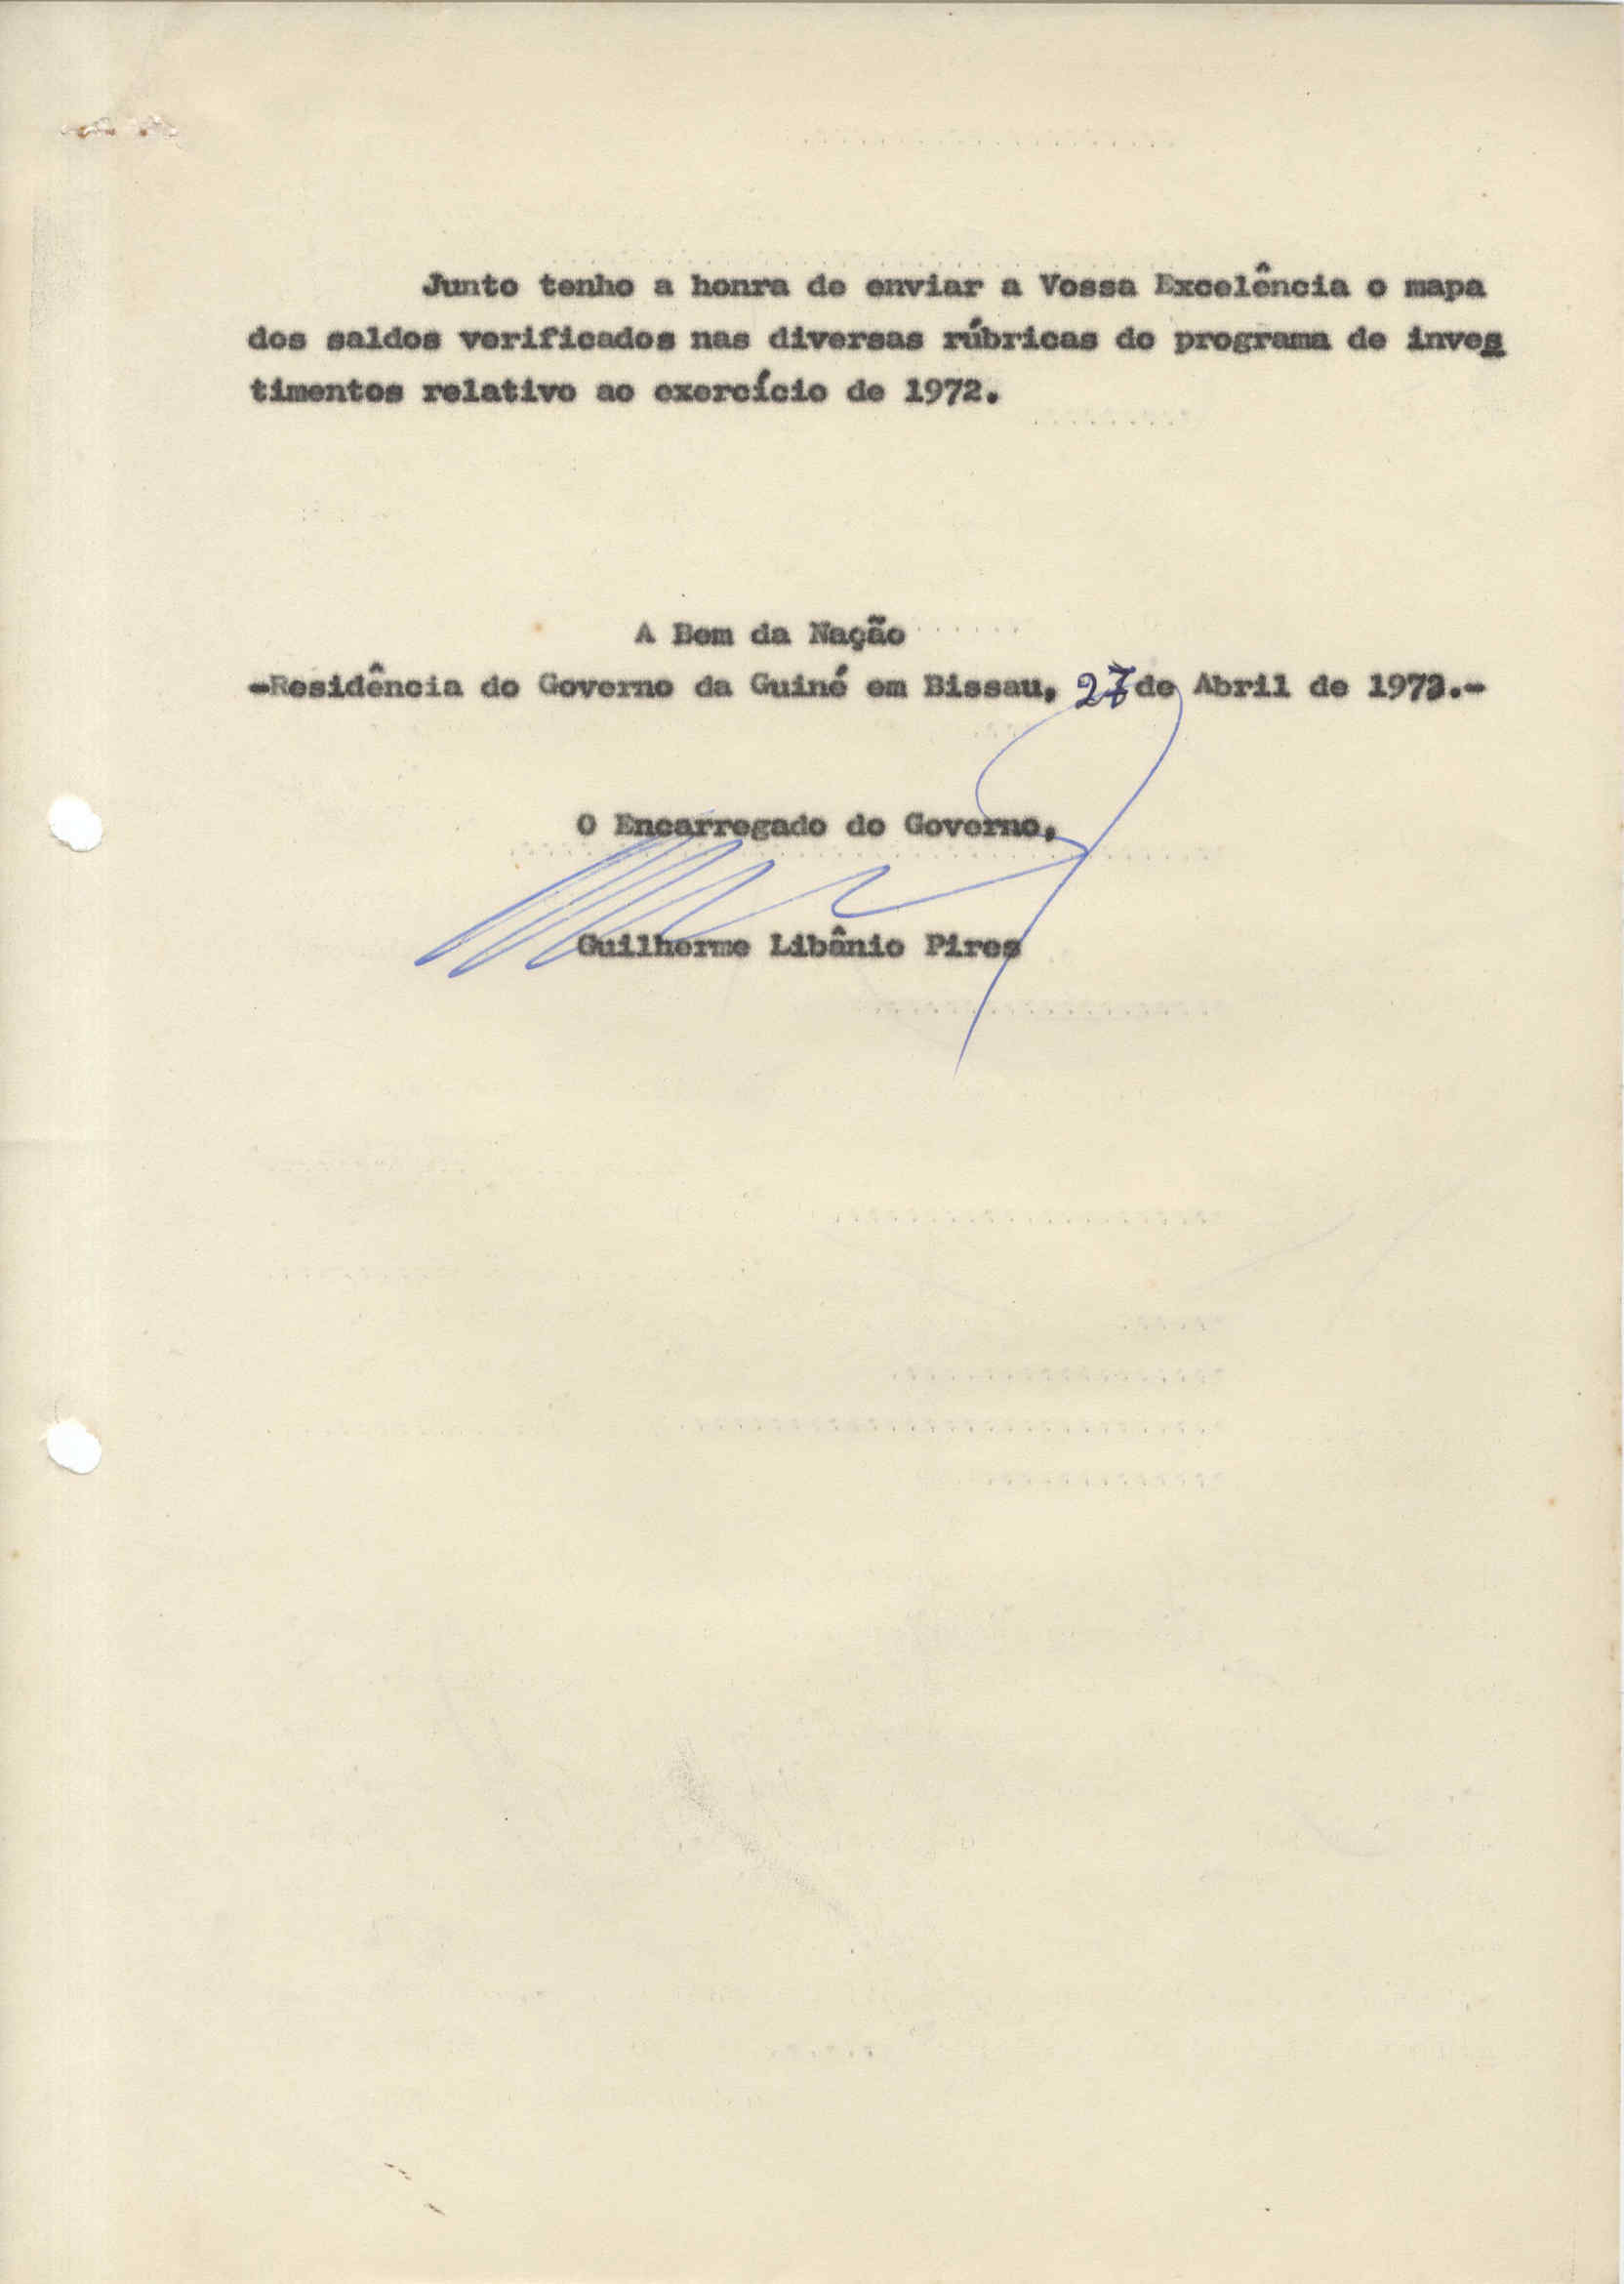 Junto tenho a honra de enviar a Vossa Excelência o mapa
dos saldos verificados nas diversas rúbricas do programa de inves
timentos relativo ao exercício de 1972.
A Bem da Nação
-Residência do Governo da Guiné em Bissau, 27 de Abril de 1973.-
O Encarregado do Governo,
Guilherme Libânio Pires